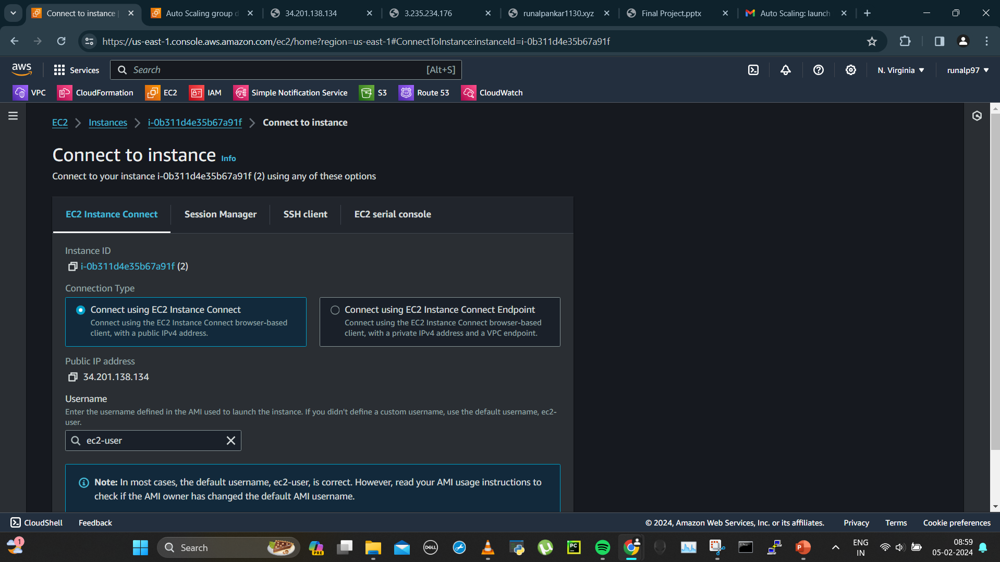 Connect to instance
Auto Scaling group d
34.201.138.134
3.235.234.176
runalpankar1130.xyz
Final Project.pptx
Auto Scaling: launch
https://us-east-1.console.aws.amazon.com/ec2/home?region=us-east-1#ConnectToInstance:instanceId=i-0b311d4e35b67a91f
aws
Services
Search
[Alt+S]
N. Virginia
runalp97
VPC
CloudFormation
EC2
IAM
Simple Notification Service
S3
Route 53
CloudWatch
EC2
Instances
i-0b311d4e35b67a91f
Connect to instance
Connect to instance Info
Connect to your instance i-0b311d4e35b67a91f (2) using any of these options
EC2 Instance Connect
Session Manager
SSH client
EC2 serial console
Instance ID
i-0b311d4e35b67a91f (2)
Connection Type
Connect using EC2 Instance Connect
Connect using the EC2 Instance Connect browser-based
client, with a public IPv4 address.
Connect using EC2 Instance Connect Endpoint
Connect using the EC2 Instance Connect browser-based
client, with a private IPv4 address and a VPC endpoint.
Public IP address
34.201.138.134
Username
Enter the username defined in the AMI used to launch the instance. If you didn't define a custom username, use the default username, ec2-
user.
ec2-user
Note: In most cases, the default username, ec2-user, is correct. However, read your AMI usage instructions to
check if the AMI owner has changed the default AMI username.
CloudShell
Feedback
© 2024, Amazon Web Services, Inc. or its affiliates.
Privacy
Terms
Cookie preferences
1
Search
PRE
DELL
PC
P
ENG
IN
08:59
05-02-2024